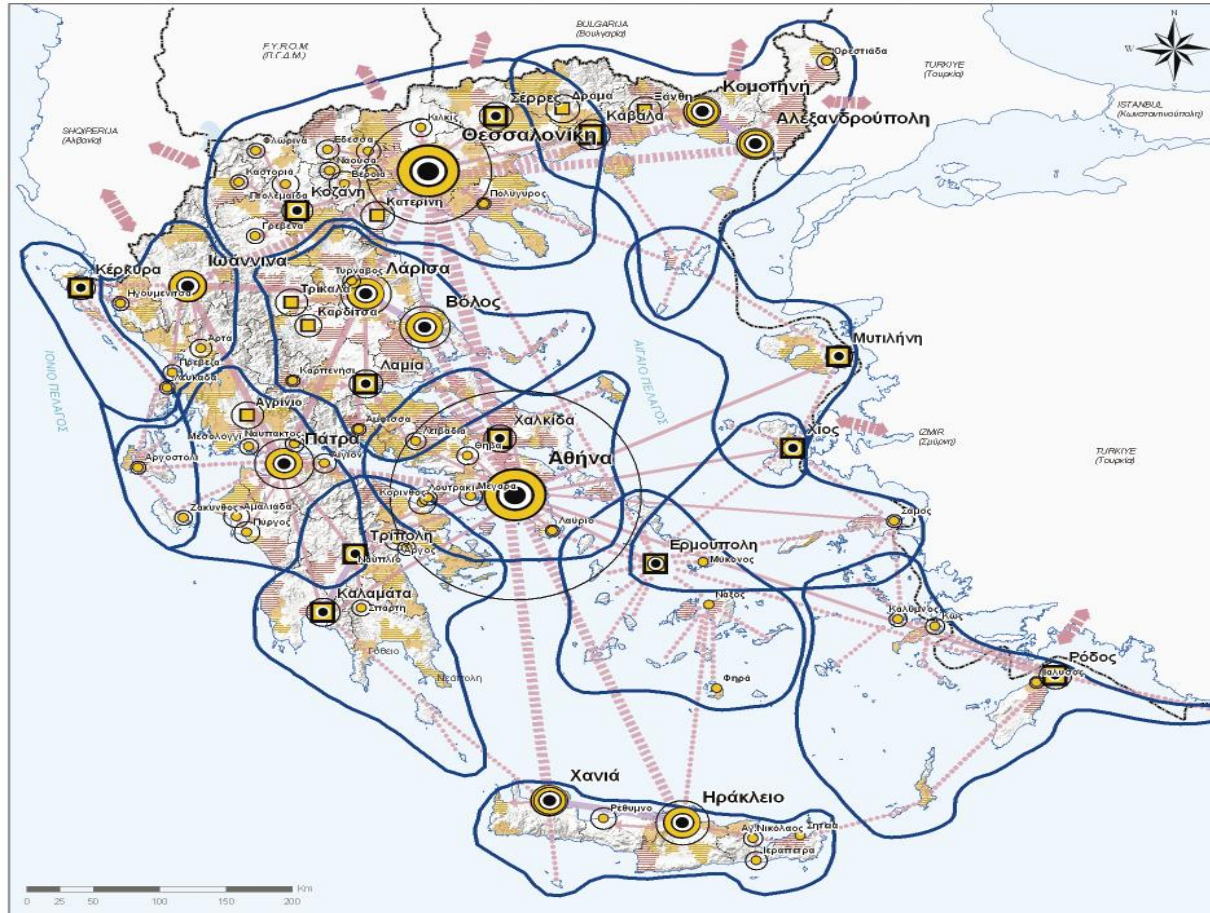 BULGARIJA
(Βουλγαρία)
N
F.Y.R.O.M.
(Π.Γ.Δ.Μ.)
Ορεστιάδα
W
TURKIYE
(Τουρκία)
ISTANBUL
(Κωνσταντινούπολη)
SHQIPERIJA
(Αλβανία)
Κομοτηνή
Ξάνθη
Δράμα
Σέρρες
Καβάλα
Αλεξανδρούπολη
Κιλκίς
Θεσσαλονίκη
Φλώρινα
Έδεσσα
Νάουσα
Βέροια
Καστοριά
Πτολεμαΐδα
Κοζάνη
Κατερίνη
Πολύγυρος
Γρεβενά
Ιωάννινα
Κέρκυρα
Ηγουμενίτσα
Τύρναβος
Λάρισα
Τρίκαλα
Βόλος
Καρδίτσα
Μυτιλήνη
Άρτα
Πρέβεζα
Λευκάδα
Καρπενήσι
Λαμία
ΙΟΝΙΟ ΠΕΛΑΓΟΣ
ΑΙΓΑΙΟ ΠΕΛΑΓΟΣ
Αγρίνιο
Άμφισσα
Λειβαδιά
Χαλκίδα
Χίος
IZMIR
(Σμύρνη)
TURKIYE
(Τουρκία)
Μεσολόγγι
Ναύπακτος
Πάτρα
Θήβα
Αθήνα
Αίγιον
Αργοστόλι
Λουτράκι
Μέγαρα
Κόρινθος
Ζάκυνθος
Αμαλιάδα
Πύργος
Λαύριο
Σάμος
Τρίπολη
Άργος
Ναύπλιο
Ερμούπολη
Μύκονος
Καλαμάτα
Σπάρτη
Νάξος
Κάλυμνος
Κως
Γύθειο
Νεάπολη
Φηρά
Ρόδος
Ιαλυσός
Χανιά
Ρέθυμνο
Ηράκλειο
Αγ.Νικόλαος
Σητεία
Ιεράπετρα
Km
0 25 50 100 150 200